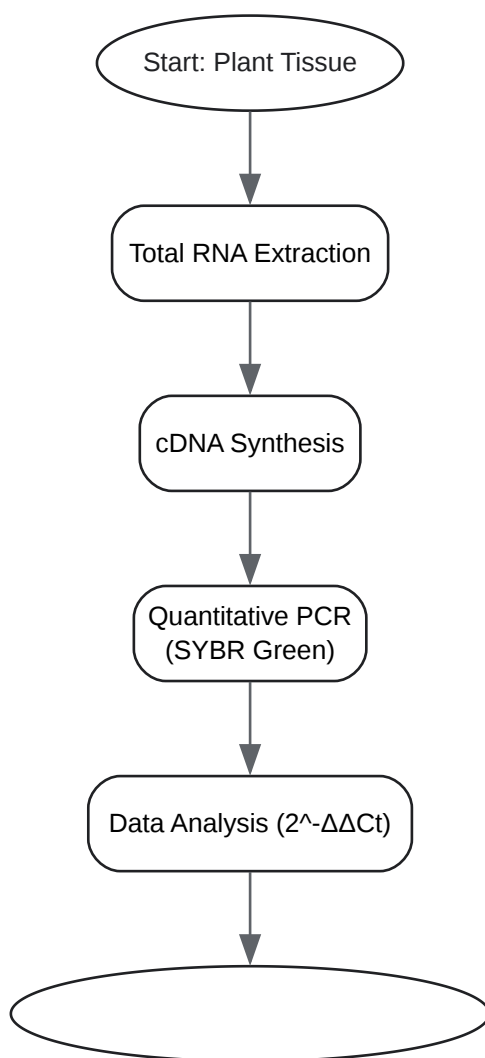 Start: Plant Tissue
Total RNA Extraction
cDNA Synthesis
Quantitative PCR
(SYBR Green)
Data Analysis (2^-ΔΔCt)